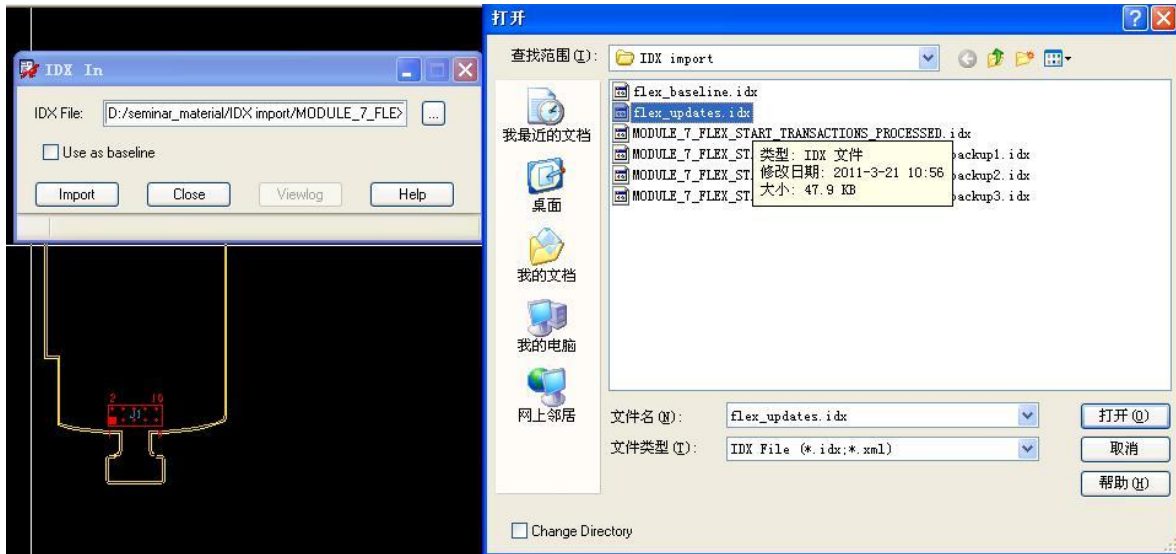 IDX In
IDX File: D:/seminar_material/IDX import/MODULE_7_FLE
...
Use as baseline
Import Close Viewlog Help
2 10
J1
打开
查找范围(I): IDX import
我最近的文档
桌面
我的文档
我的电脑
网上邻居
flex_baseline.idx
flex_updates.idx
MODULE_7_FLEX_START_TRANSACTIONS_PROCESSED.idx
MODULE_7_FLEX_ST backup1.idx
MODULE_7_FLEX_ST backup2.idx
MODULE_7_FLEX_ST backup3.idx
类型: IDX 文件
修改日期: 2011-3-21 10:56
大小: 47.9 KB
文件名(N): flex_updates.idx 打开(O)
文件类型(T): IDX File (*.idx;*.xml) 取消
帮助(H)
Change Directory